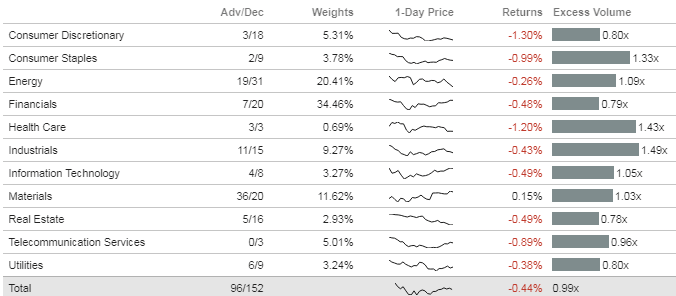 Adv/Dec Weights 1-Day Price Returns Excess Volume
Consumer Discretionary 3/18 5.31% -1.30% 0.80x
Consumer Staples 2/9 3.78% -0.99% 1.33x
Energy 19/31 20.41% -0.26% 1.09x
Financials 7/20 34.46% -0.48% 0.79x
Health Care 3/3 0.69% -1.20% 1.43x
Industrials 11/15 9.27% -0.43% 1.49x
Information Technology 4/8 3.27% -0.49% 1.05x
Materials 36/20 11.62% 0.15% 1.03x
Real Estate 5/16 2.93% -0.49% 0.78x
Telecommunication Services 0/3 5.01% -0.89% 0.96x
Utilities 6/9 3.24% -0.38% 0.80x
Total 96/152 -0.44% 0.99x